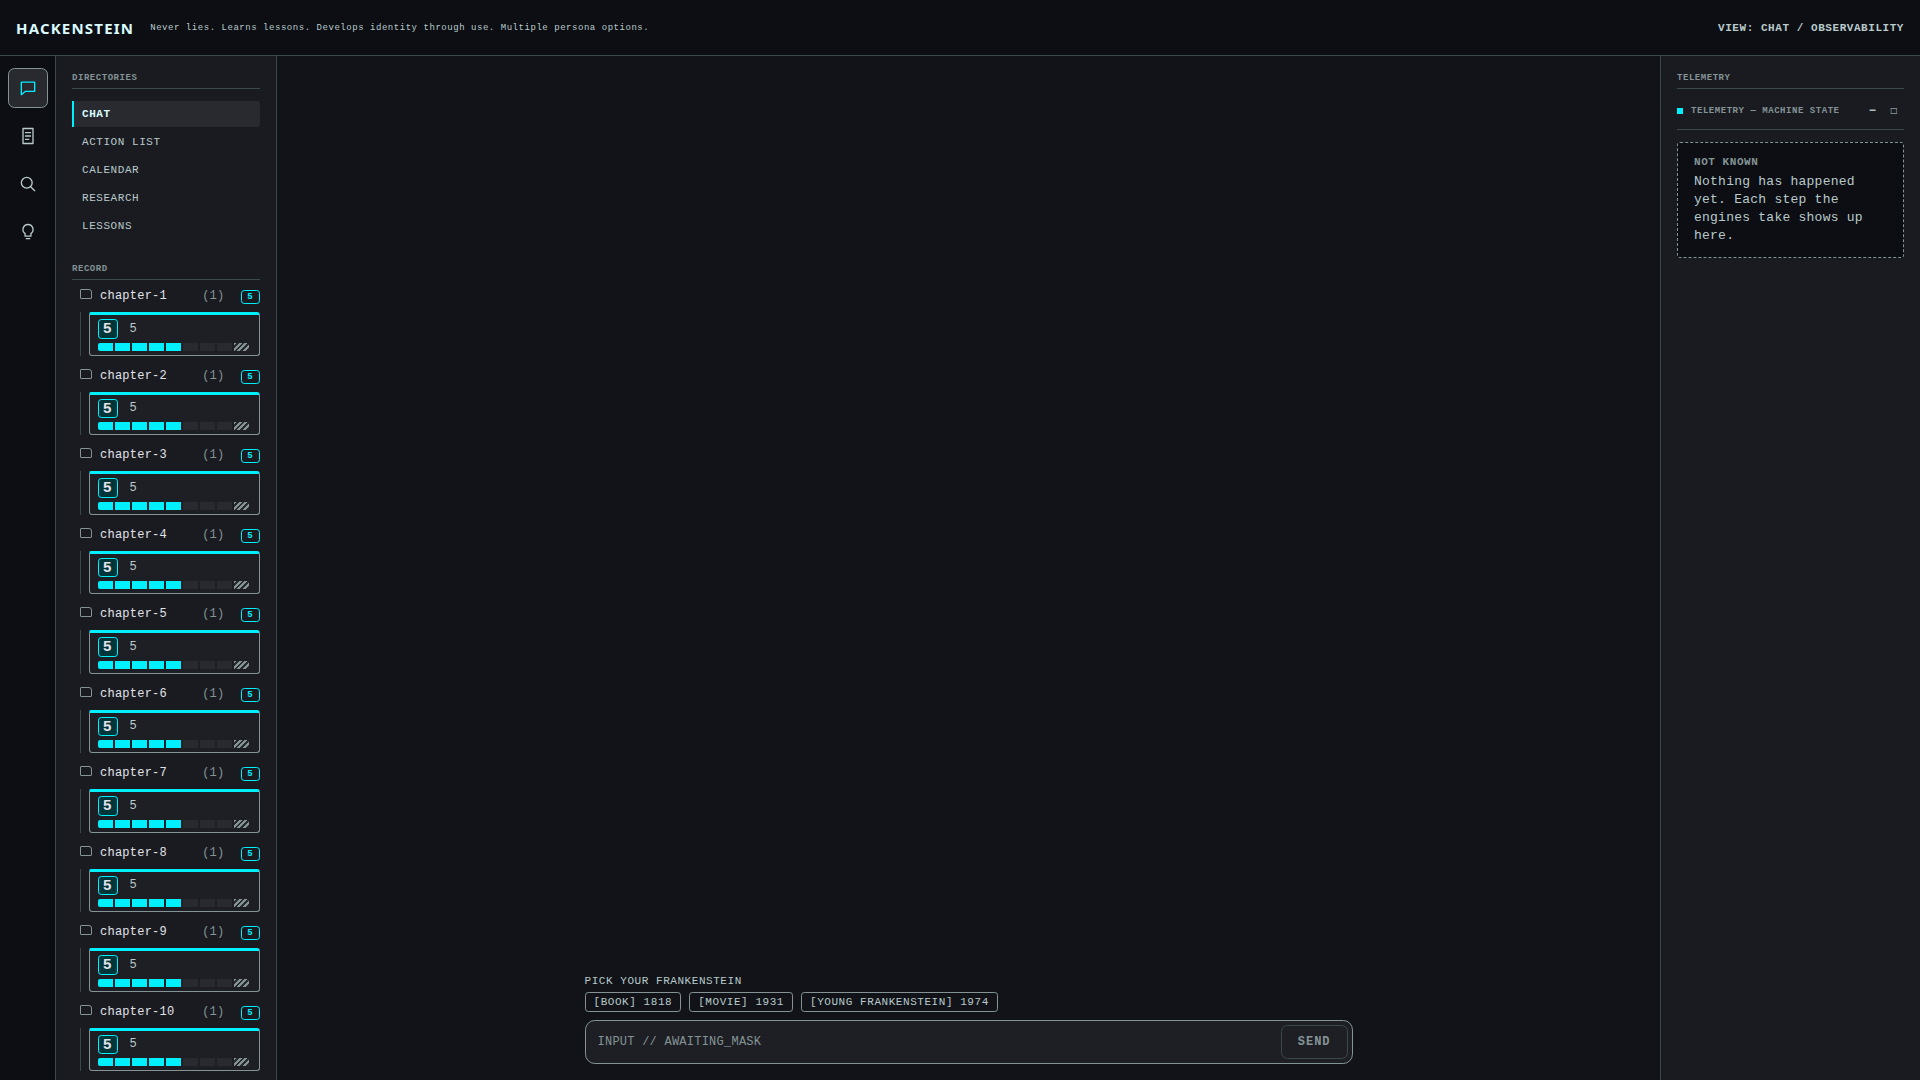 HACKENSTEIN
Never lies. Learns lessons. Develops identity through use. Multiple persona options.
VIEW: CHAT / OBSERVABILITY
DIRECTORIES
CHAT
ACTION LIST
CALENDAR
RESEARCH
LESSONS
RECORD
chapter-1 (1) 5
5 5
chapter-2 (1) 5
5 5
chapter-3 (1) 5
5 5
chapter-4 (1) 5
5 5
chapter-5 (1) 5
5 5
chapter-6 (1) 5
5 5
chapter-7 (1) 5
5 5
chapter-8 (1) 5
5 5
chapter-9 (1) 5
5 5
chapter-10 (1) 5
5 5
PICK YOUR FRANKENSTEIN
[BOOK] 1818 [MOVIE] 1931 [YOUNG FRANKENSTEIN] 1974
INPUT // AWAITING_MASK
SEND
TELEMETRY
TELEMETRY — MACHINE STATE
NOT KNOWN
Nothing has happened
yet. Each step the
engines take shows up
here.